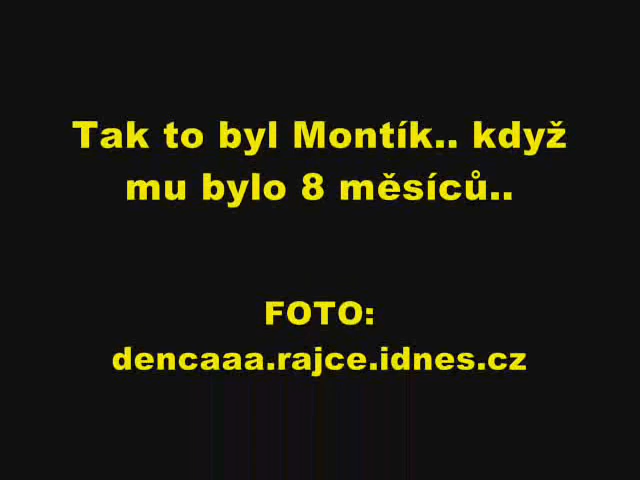 Tak to byl Montík.. když
mu bylo 8 měsíců..
FOTO:
dencaaa.rajce.idnes.cz